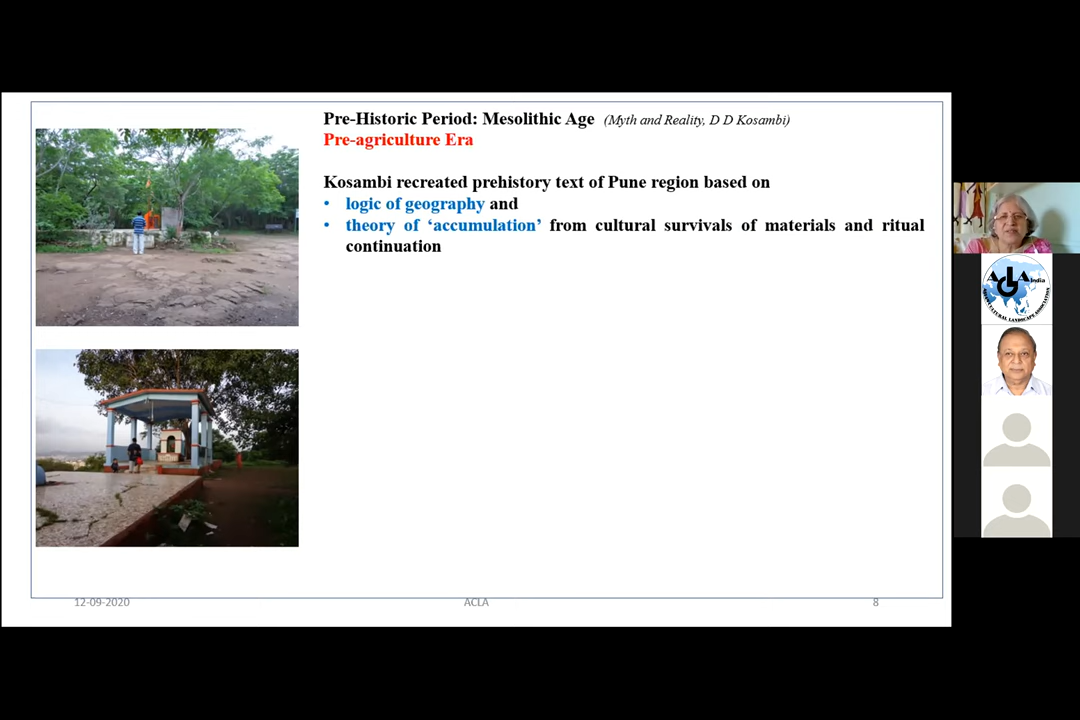 Pre-Historic Period: Mesolithic Age (Myth and Reality, D D Kosambi)
Pre-agriculture Era
Kosambi recreated prehistory text of Pune region based on
• logic of geography and
• theory of ‘accumulation’ from cultural survivals of materials and ritual
continuation
12-09-2020 ACLA 8
ACLA India